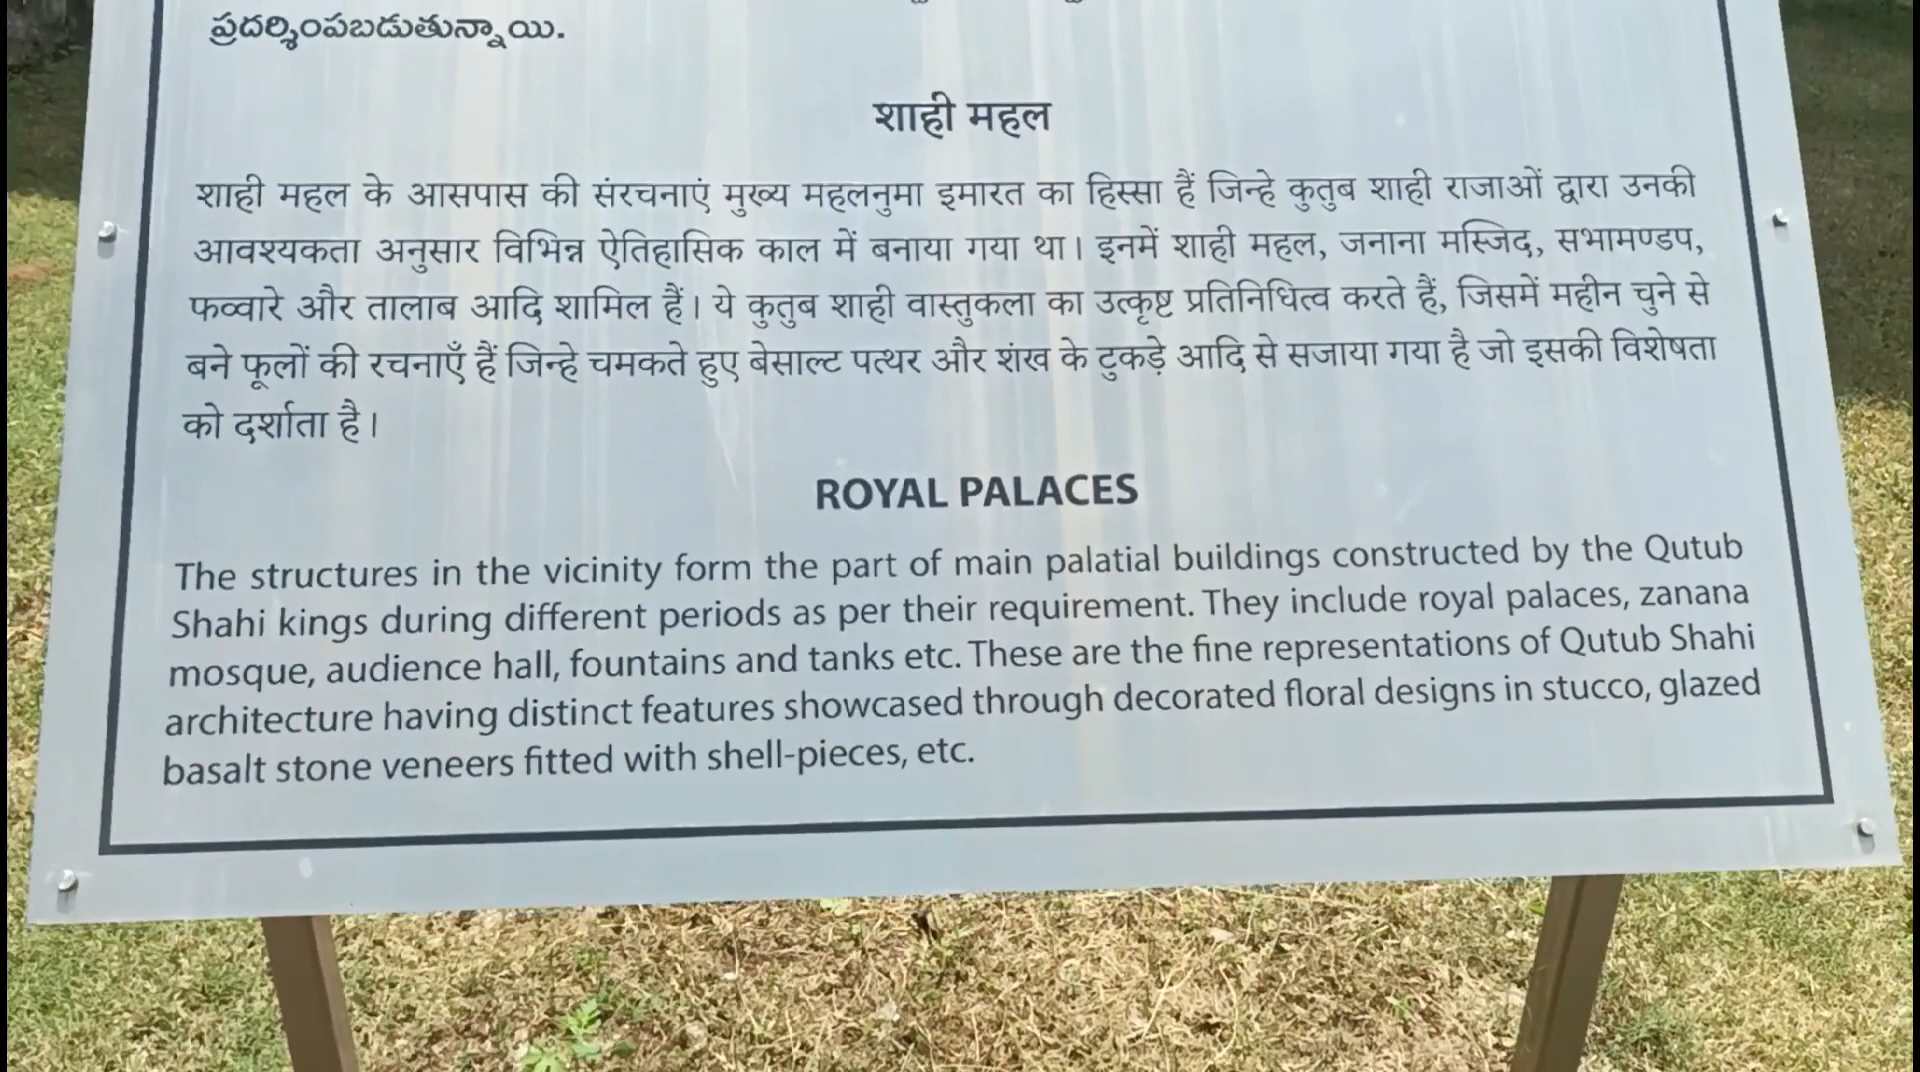 ప్రదర్శింపబడుతున్నాయి.
शाही महल
शाही महल के आसपास की संरचनाएं मुख्य महलनुमा इमारत का हिस्सा हैं जिन्हे कुतुब शाही राजाओं द्वारा उनकी
आवश्यकता अनुसार विभिन्न ऐतिहासिक काल में बनाया गया था। इनमें शाही महल, जनाना मस्जिद, सभामण्डप,
फव्वारे और तालाब आदि शामिल हैं। ये कुतुब शाही वास्तुकला का उत्कृष्ट प्रतिनिधित्व करते हैं, जिसमें महीन चुने से
बने फूलों की रचनाएँ हैं जिन्हे चमकते हुए बेसाल्ट पत्थर और शंख के टुकड़े आदि से सजाया गया है जो इसकी विशेषता
को दर्शाता है।
ROYAL PALACES
The structures in the vicinity form the part of main palatial buildings constructed by the Qutub
Shahi kings during different periods as per their requirement. They include royal palaces, zanana
mosque, audience hall, fountains and tanks etc. These are the fine representations of Qutub Shahi
architecture having distinct features showcased through decorated floral designs in stucco, glazed
basalt stone veneers fitted with shell-pieces, etc.